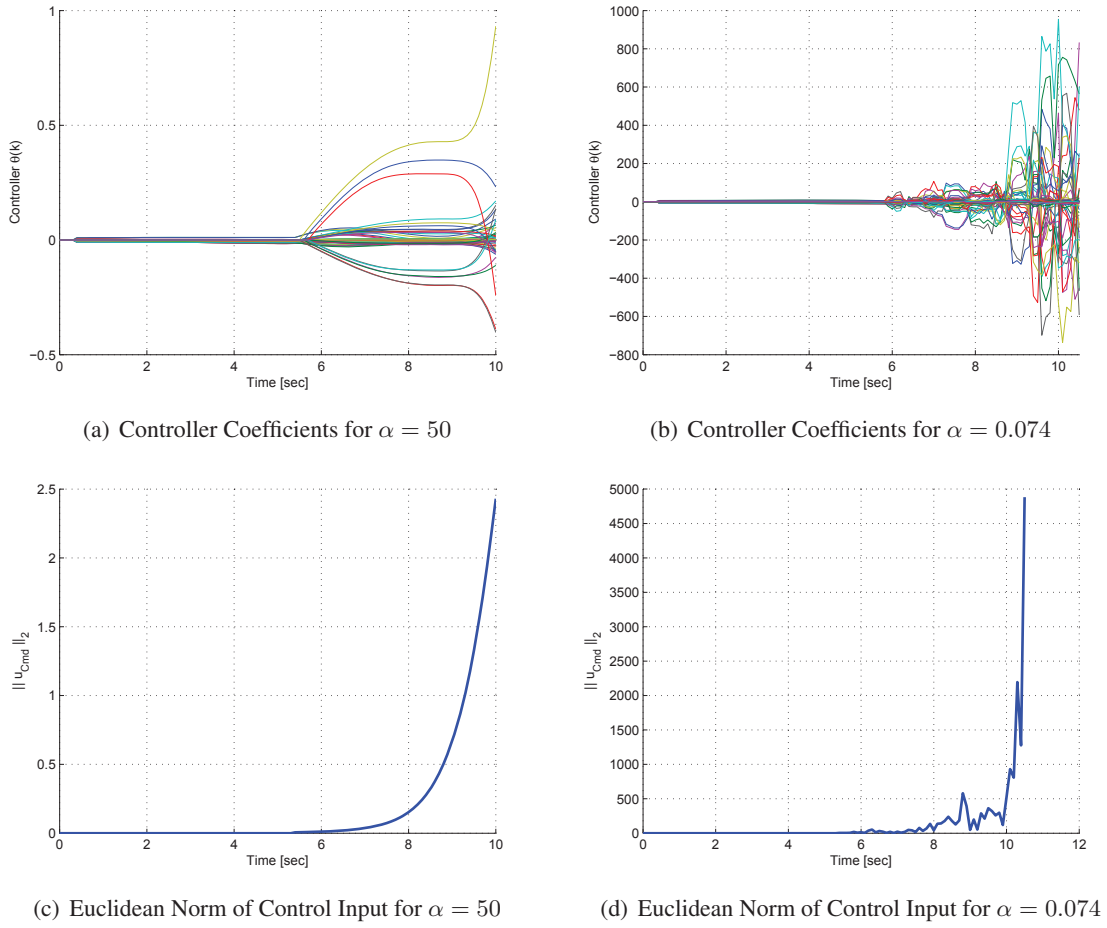 1
0.5
0
−0.5
Controller θ(k)
0 2 4 6 8 10
Time [sec]
(a) Controller Coefficients for α = 50
1000
800
600
400
200
0
−200
−400
−600
−800
Controller θ(k)
0 2 4 6 8 10
Time [sec]
(b) Controller Coefficients for α = 0.074
2.5
2
1.5
1
0.5
0
|| u_Cmd ||_2
0 2 4 6 8 10
Time [sec]
(c) Euclidean Norm of Control Input for α = 50
5000
4500
4000
3500
3000
2500
2000
1500
1000
500
0
|| u_Cmd ||_2
0 2 4 6 8 10 12
Time [sec]
(d) Euclidean Norm of Control Input for α = 0.074